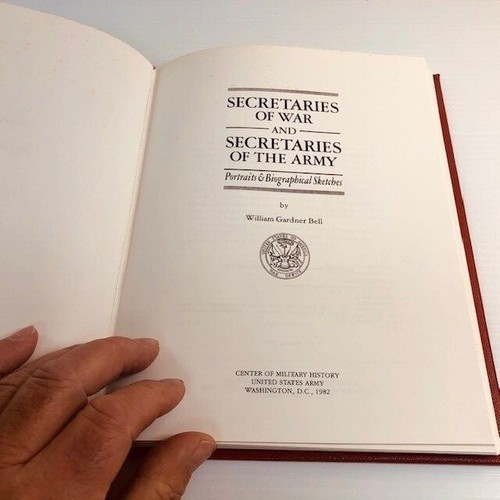 SECRETARIES
OF WAR
AND
SECRETARIES
OF THE ARMY
Portraits & Biographical Sketches
by
William Gardner Bell
CENTER OF MILITARY HISTORY
UNITED STATES ARMY
WASHINGTON, D.C., 1982